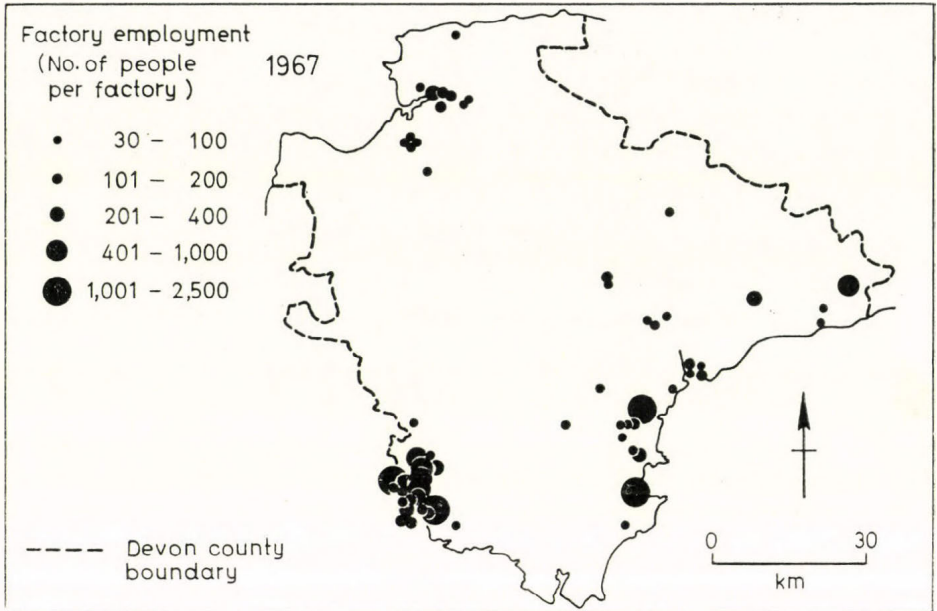 Factory employment
(No. of people
per factory)
1967
30 – 100
101 – 200
201 – 400
401 – 1,000
1,001 – 2,500
Devon county
boundary
0 30
km